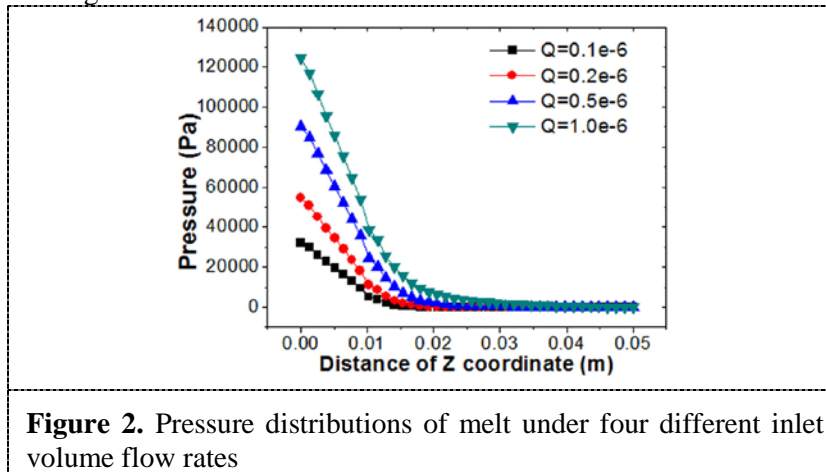 140000
120000
100000
80000
60000
40000
20000
0
Pressure (Pa)
Q=0.1e-6
Q=0.2e-6
Q=0.5e-6
Q=1.0e-6
0.00 0.01 0.02 0.03 0.04 0.05
Distance of Z coordinate (m)
Figure 2. Pressure distributions of melt under four different inlet
volume flow rates